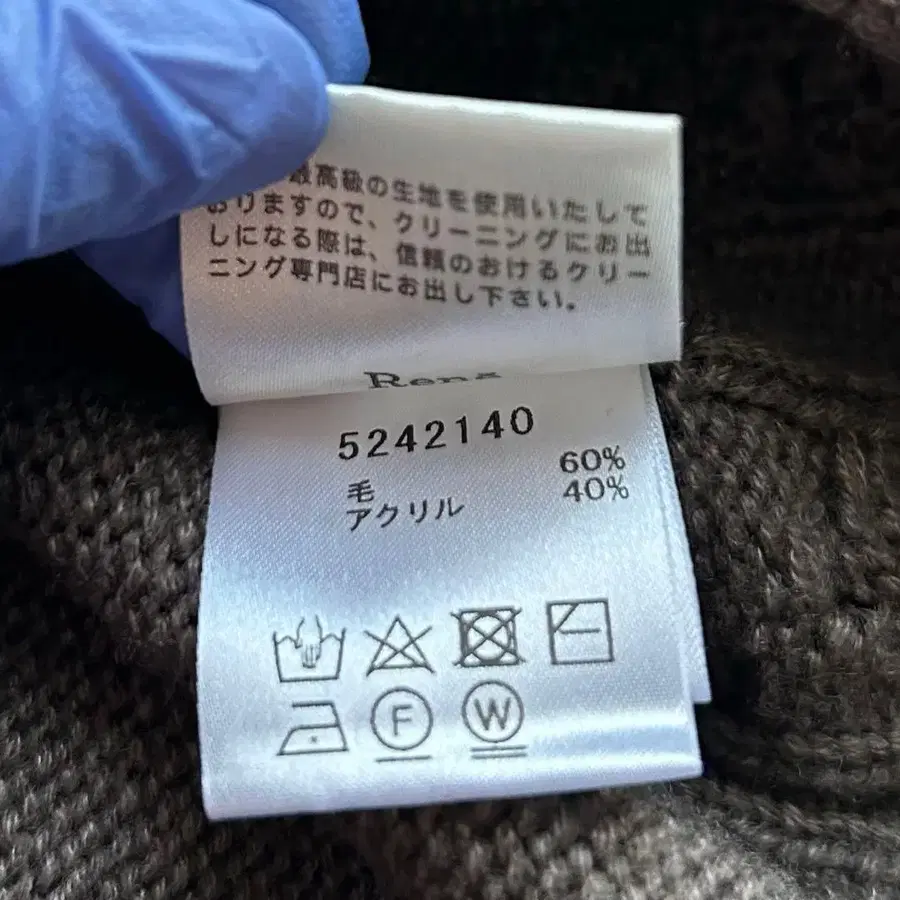 最高級の生地を使用いたして
おりますので、クリーニングにお出
しになる際は、信頼のおけるケリー
ニング専門店にお出し下さい。
5242140
毛 60%
アクリル 40%
F W